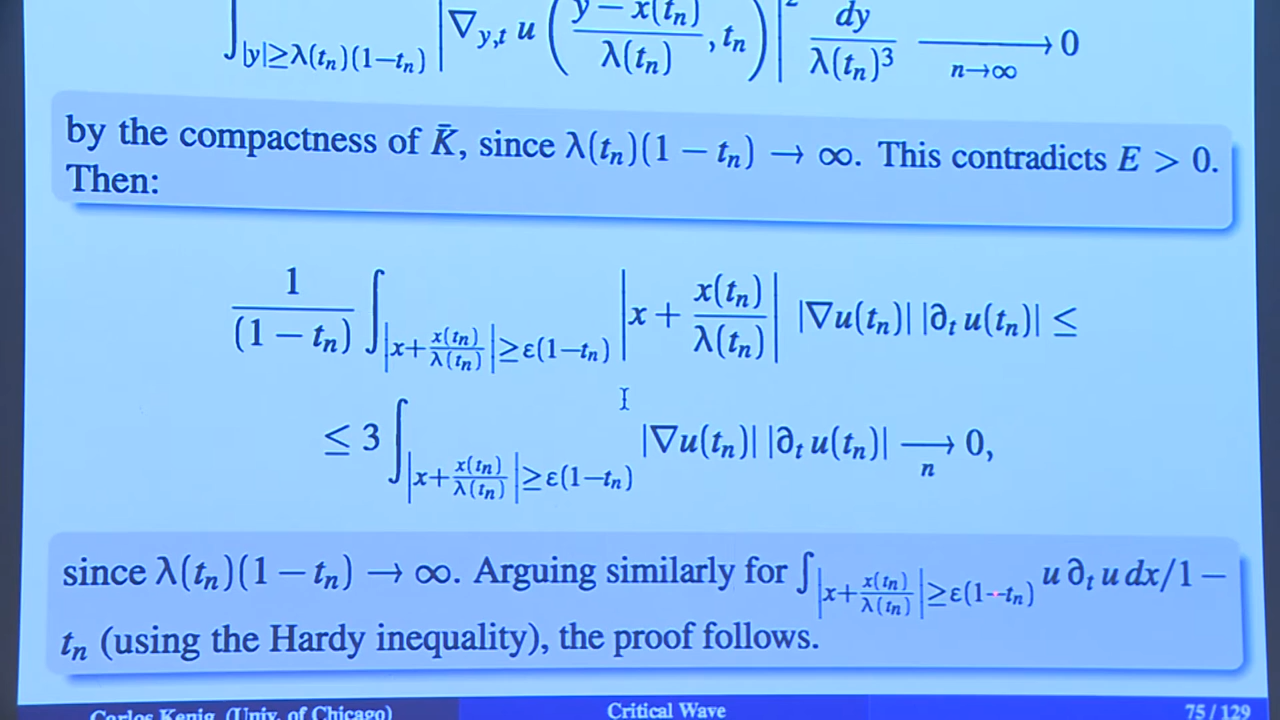 ∫_{|y|≥λ(t_n)(1−t_n)} |∇_{y,t} u ((y − x(t_n))/λ(t_n), t_n)|² dy/λ(t_n)³ ⟶_{n→∞} 0
by the compactness of K̄, since λ(t_n)(1 − t_n) → ∞. This contradicts E > 0.
Then:
1/(1 − t_n) ∫_{|x+x(t_n)/λ(t_n)|≥ε(1−t_n)} |x + x(t_n)/λ(t_n)| |∇u(t_n)| |∂_t u(t_n)| ≤
≤ 3 ∫_{|x+x(t_n)/λ(t_n)|≥ε(1−t_n)} |∇u(t_n)| |∂_t u(t_n)| ⟶_n 0,
since λ(t_n)(1 − t_n) → ∞. Arguing similarly for ∫_{|x+x(t_n)/λ(t_n)|≥ε(1−t_n)} u ∂_t u dx/1 −
t_n (using the Hardy inequality), the proof follows.
Carlos Kenig (Univ. of Chicago) Critical Wave 75 / 129